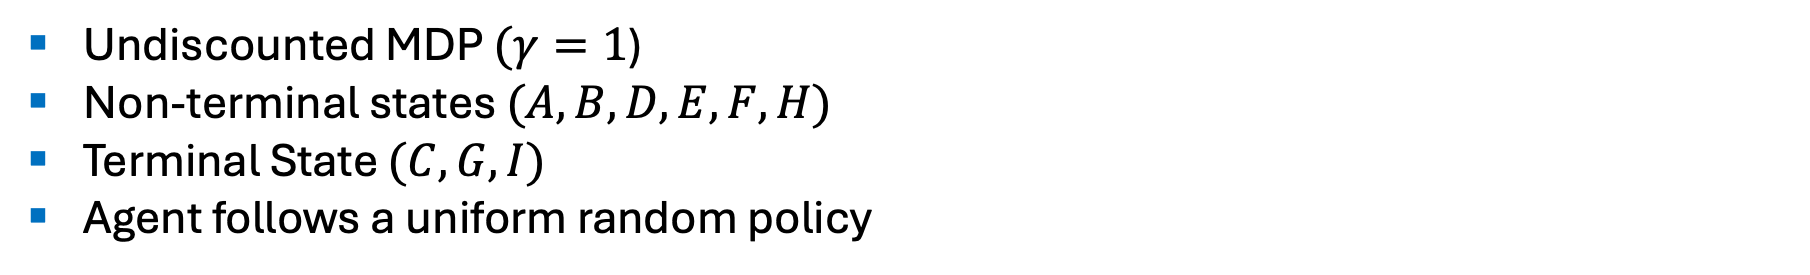 ▪ Undiscounted MDP (γ = 1)
▪ Non-terminal states (A, B, D, E, F, H)
▪ Terminal State (C, G, I)
▪ Agent follows a uniform random policy